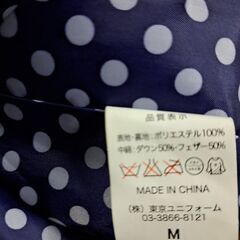 品質表示
表地・裏地：ポリエステル100%
中綿：ダウン50%・フェザー50%
MADE IN CHINA
（株）東京ユニフォーム
03-3866-8121
M